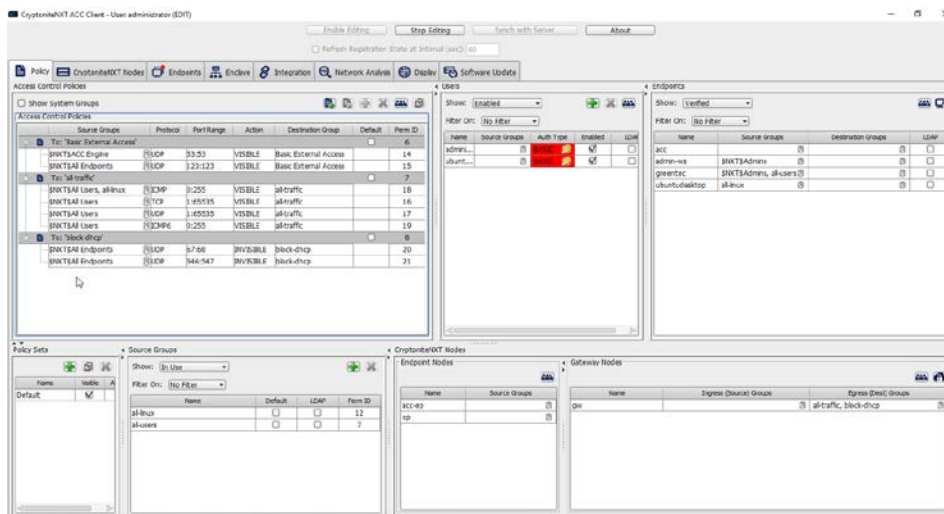 CryptoniteNXT ACC Client - User administrator (EDIT)
Enable Editing Stop Editing Synch with Server About
Refresh Registration State at Interval (sec): 60
Policy CryptoniteNXT Nodes Endpoints Enclave Integration Network Analysis Display Software Update
Access Control Policies
Show System Groups
Access Control Policies
Source Groups Protocol Port Range Action Destination Group Default Perm ID
To: 'Basic External Access' 6
$NXT$ACC Engine UDP 53:53 VISIBLE Basic External Access 14
$NXT$All Endpoints UDP 123:123 VISIBLE Basic External Access 15
To: 'all-traffic' 7
$NXT$All Users, all-linux ICMP 0:255 VISIBLE all-traffic 18
$NXT$All Users TCP 1:65535 VISIBLE all-traffic 16
$NXT$All Users UDP 1:65535 VISIBLE all-traffic 17
$NXT$All Users ICMP6 0:255 VISIBLE all-traffic 19
To: 'block-dhcp' 8
$NXT$All Endpoints UDP 67:68 INVISIBLE block-dhcp 20
$NXT$All Endpoints UDP 546:547 INVISIBLE block-dhcp 21
Users
Show: Enabled
Filter On: No Filter
Name Source Groups Auth Type Enabled LDAP
admini... BASIC
ubunt... BASIC
Endpoints
Show: Verified
Filter On: No Filter
Name Source Groups Destination Groups LDAP
acc
admin-ws $NXT$Admins
greentec $NXT$Admins, all-users
ubuntudesktop all-linux
Policy Sets
Name Visible A
Default
Source Groups
Show: In Use
Filter On: No Filter
Name Default LDAP Perm ID
all-linux 12
all-users 7
CryptoniteNXT Nodes
Endpoint Nodes
Name Source Groups
acc-ep
ep
Gateway Nodes
Name Ingress (Source) Groups Egress (Dest) Groups
gw all-traffic, block-dhcp